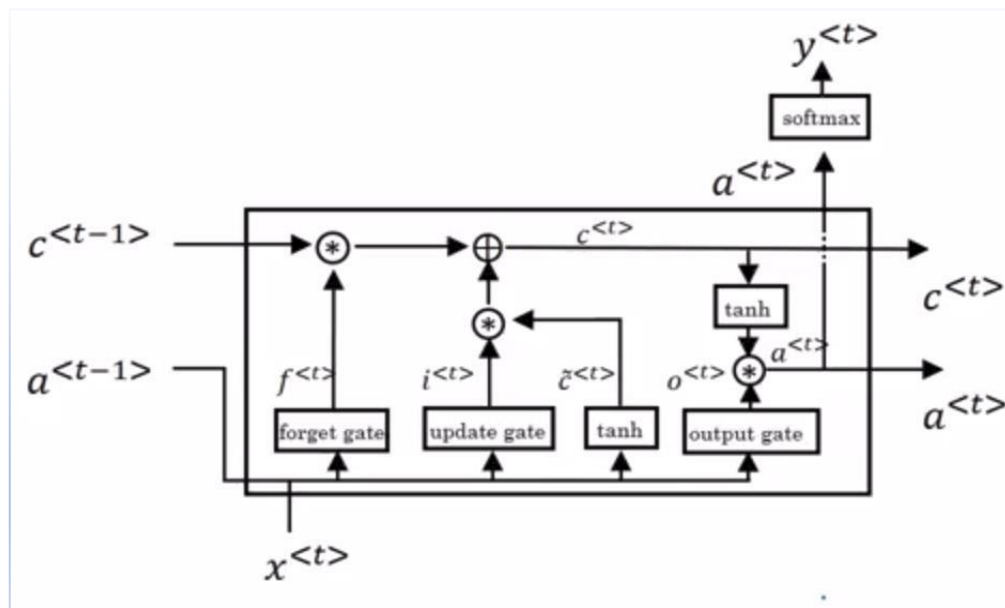 y<t>
softmax
a<t>
c<t-1>
c<t>
c<t>
tanh
a<t-1>
f<t>
i<t>
c̃<t>
o<t>
a<t>
a<t>
forget gate
update gate
tanh
output gate
x<t>